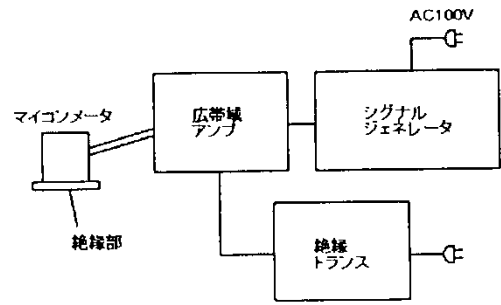 AC100V
マイコンメータ
広帯域
アンプ
シグナル
ジェネレータ
絶縁部
絶縁
トランス